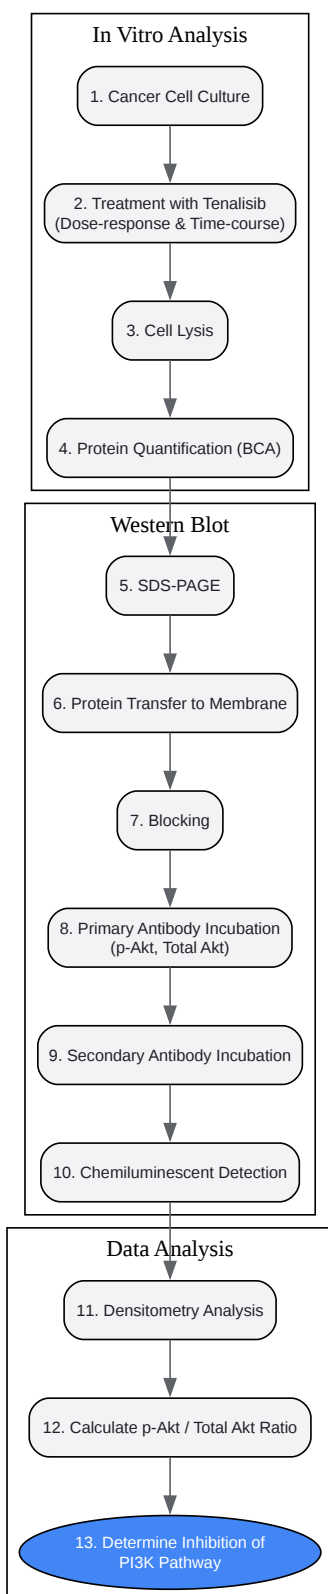 In Vitro Analysis
1. Cancer Cell Culture
2. Treatment with Tenalisib
(Dose-response & Time-course)
3. Cell Lysis
4. Protein Quantification (BCA)
Western Blot
5. SDS-PAGE
6. Protein Transfer to Membrane
7. Blocking
8. Primary Antibody Incubation
(p-Akt, Total Akt)
9. Secondary Antibody Incubation
10. Chemiluminescent Detection
Data Analysis
11. Densitometry Analysis
12. Calculate p-Akt / Total Akt Ratio
13. Determine Inhibition of
PI3K Pathway